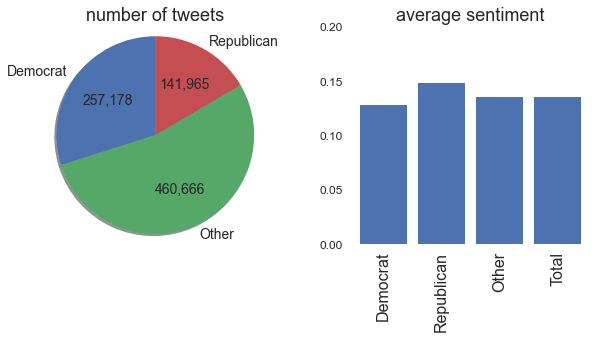 number of tweets
Republican
Democrat
141,965
257,178
460,666
Other
average sentiment
0.20
0.15
0.10
0.05
0.00
Democrat
Republican
Other
Total